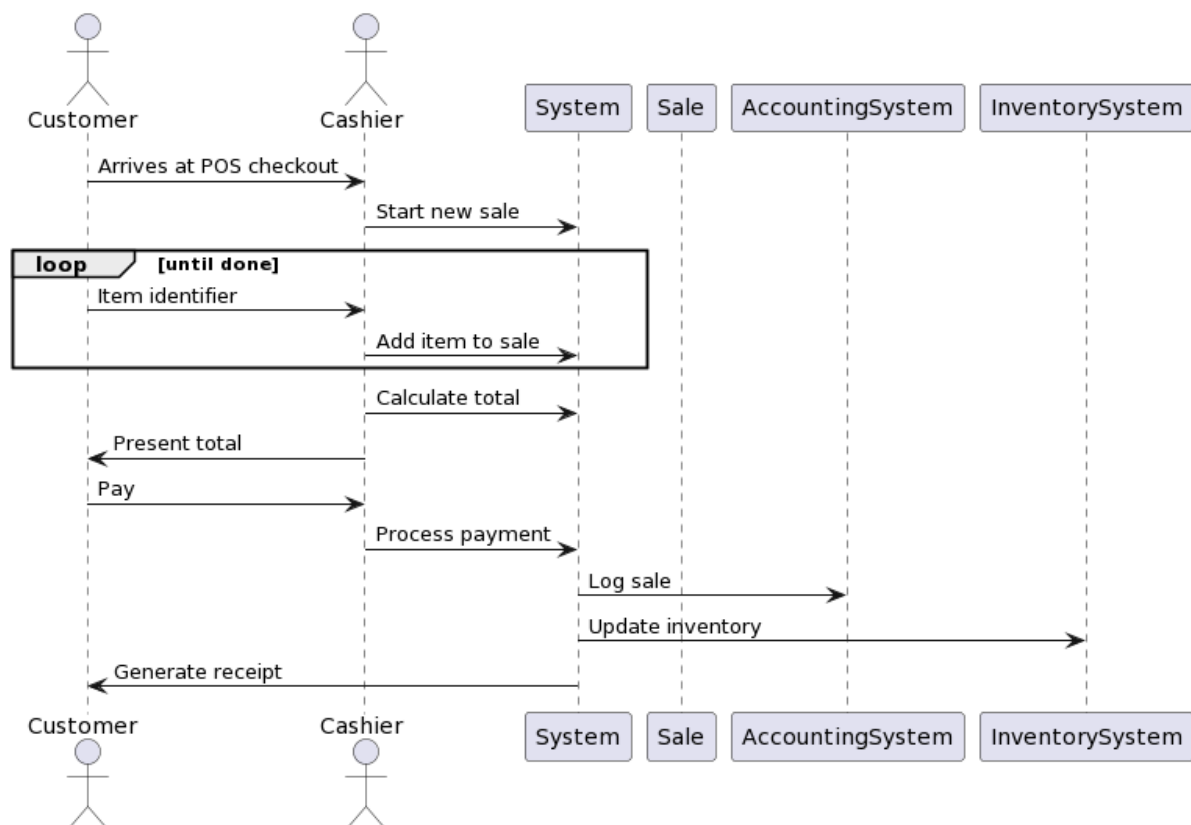 Customer
Cashier
System
Sale
AccountingSystem
InventorySystem
Arrives at POS checkout
Start new sale
loop
[until done]
Item identifier
Add item to sale
Calculate total
Present total
Pay
Process payment
Log sale
Update inventory
Generate receipt
Customer
Cashier
System
Sale
AccountingSystem
InventorySystem